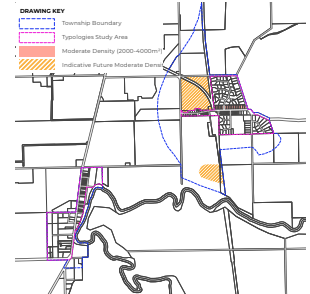 DRAWING KEY
Township Boundary
Typologies Study Area
Moderate Density (2000-4000m²)
Indicative Future Moderate Dens